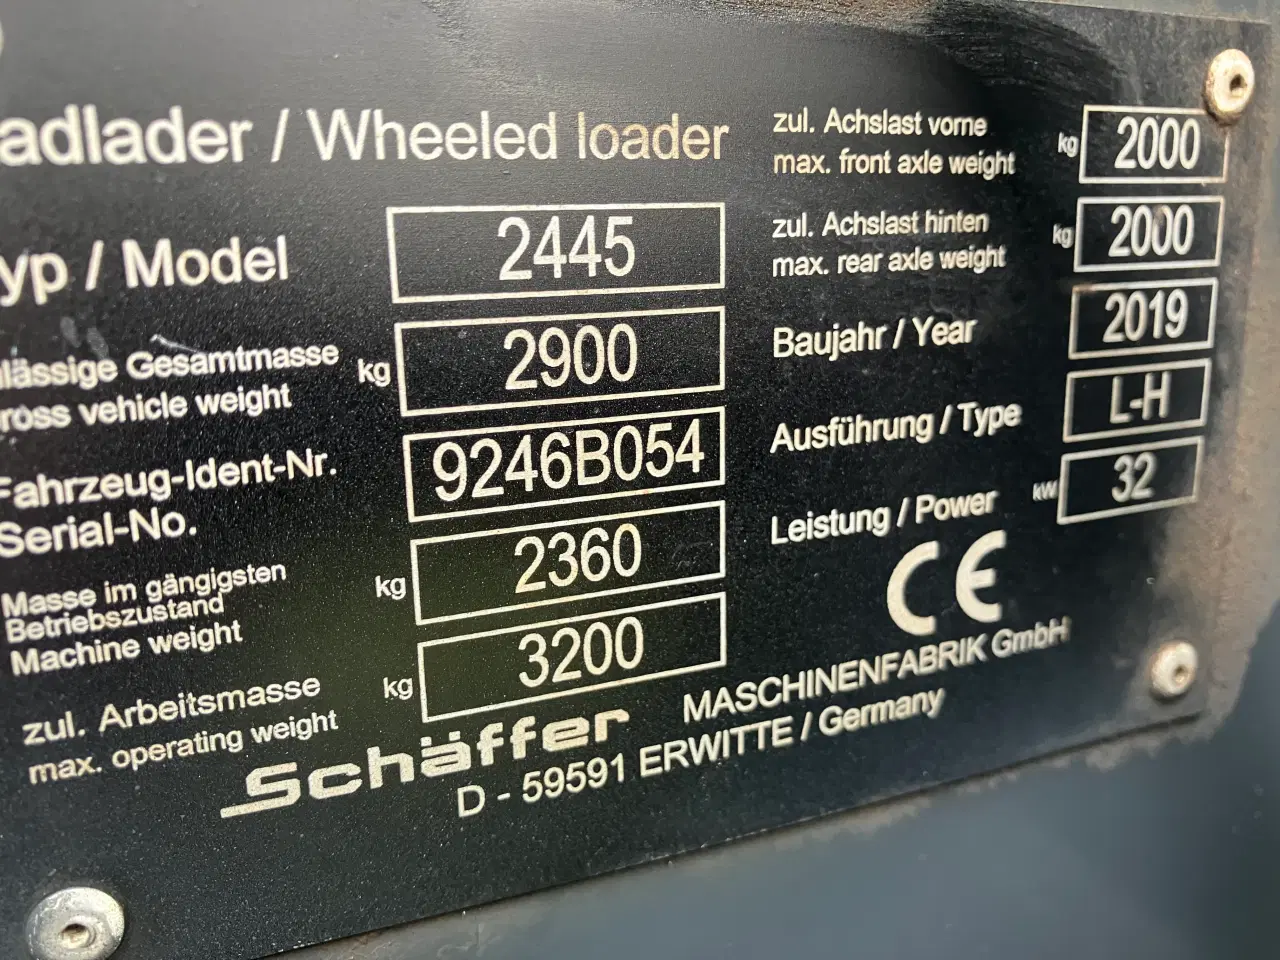 adlader / Wheeled loader
yp / Model 2445
lässige Gesamtmasse
ross vehicle weight kg 2900
Fahrzeug-Ident-Nr.
Serial-No. 9246B054
Masse im gängigsten
Betriebszustand
Machine weight kg 2360
zul. Arbeitsmasse
max. operating weight kg 3200
zul. Achslast vorne
max. front axle weight kg 2000
zul. Achslast hinten
max. rear axle weight kg 2000
Baujahr / Year 2019
Ausführung / Type L-H
Leistung / Power kW 32
CE
Schäffer MASCHINENFABRIK GmbH
D - 59591 ERWITTE / Germany